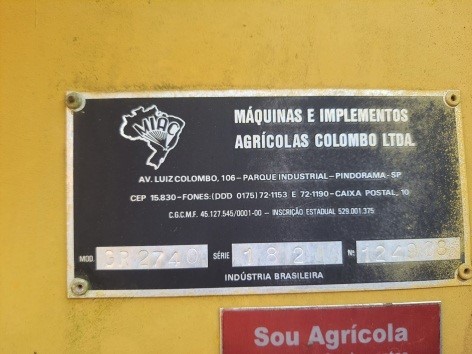 MIAC
MÁQUINAS E IMPLEMENTOS
AGRÍCOLAS COLOMBO LTDA.
AV. LUIZ COLOMBO, 106 - PARQUE INDUSTRIAL - PINDORAMA - SP
CEP 15.830 - FONES: (DDD 0175) 72-1153 E 72-1190 - CAIXA POSTAL, 10
C.G.C.M.F. 45.127.545/0001-00 - INSCRIÇÃO ESTADUAL 529.001.375
MOD. SÉRIE Nº
INDÚSTRIA BRASILEIRA
Sou Agrícola